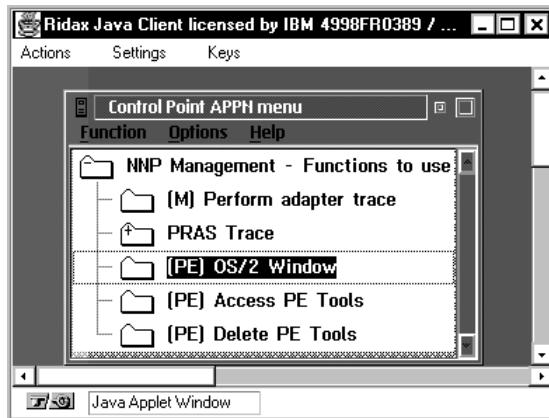 Ridax Java Client licensed by IBM 4998FR0389 / ...
Actions Settings Keys
Control Point APPN menu
Function Options Help
NNP Management - Functions to use
(M) Perform adapter trace
PRAS Trace
(PE) OS/2 Window
(PE) Access PE Tools
(PE) Delete PE Tools
Java Applet Window